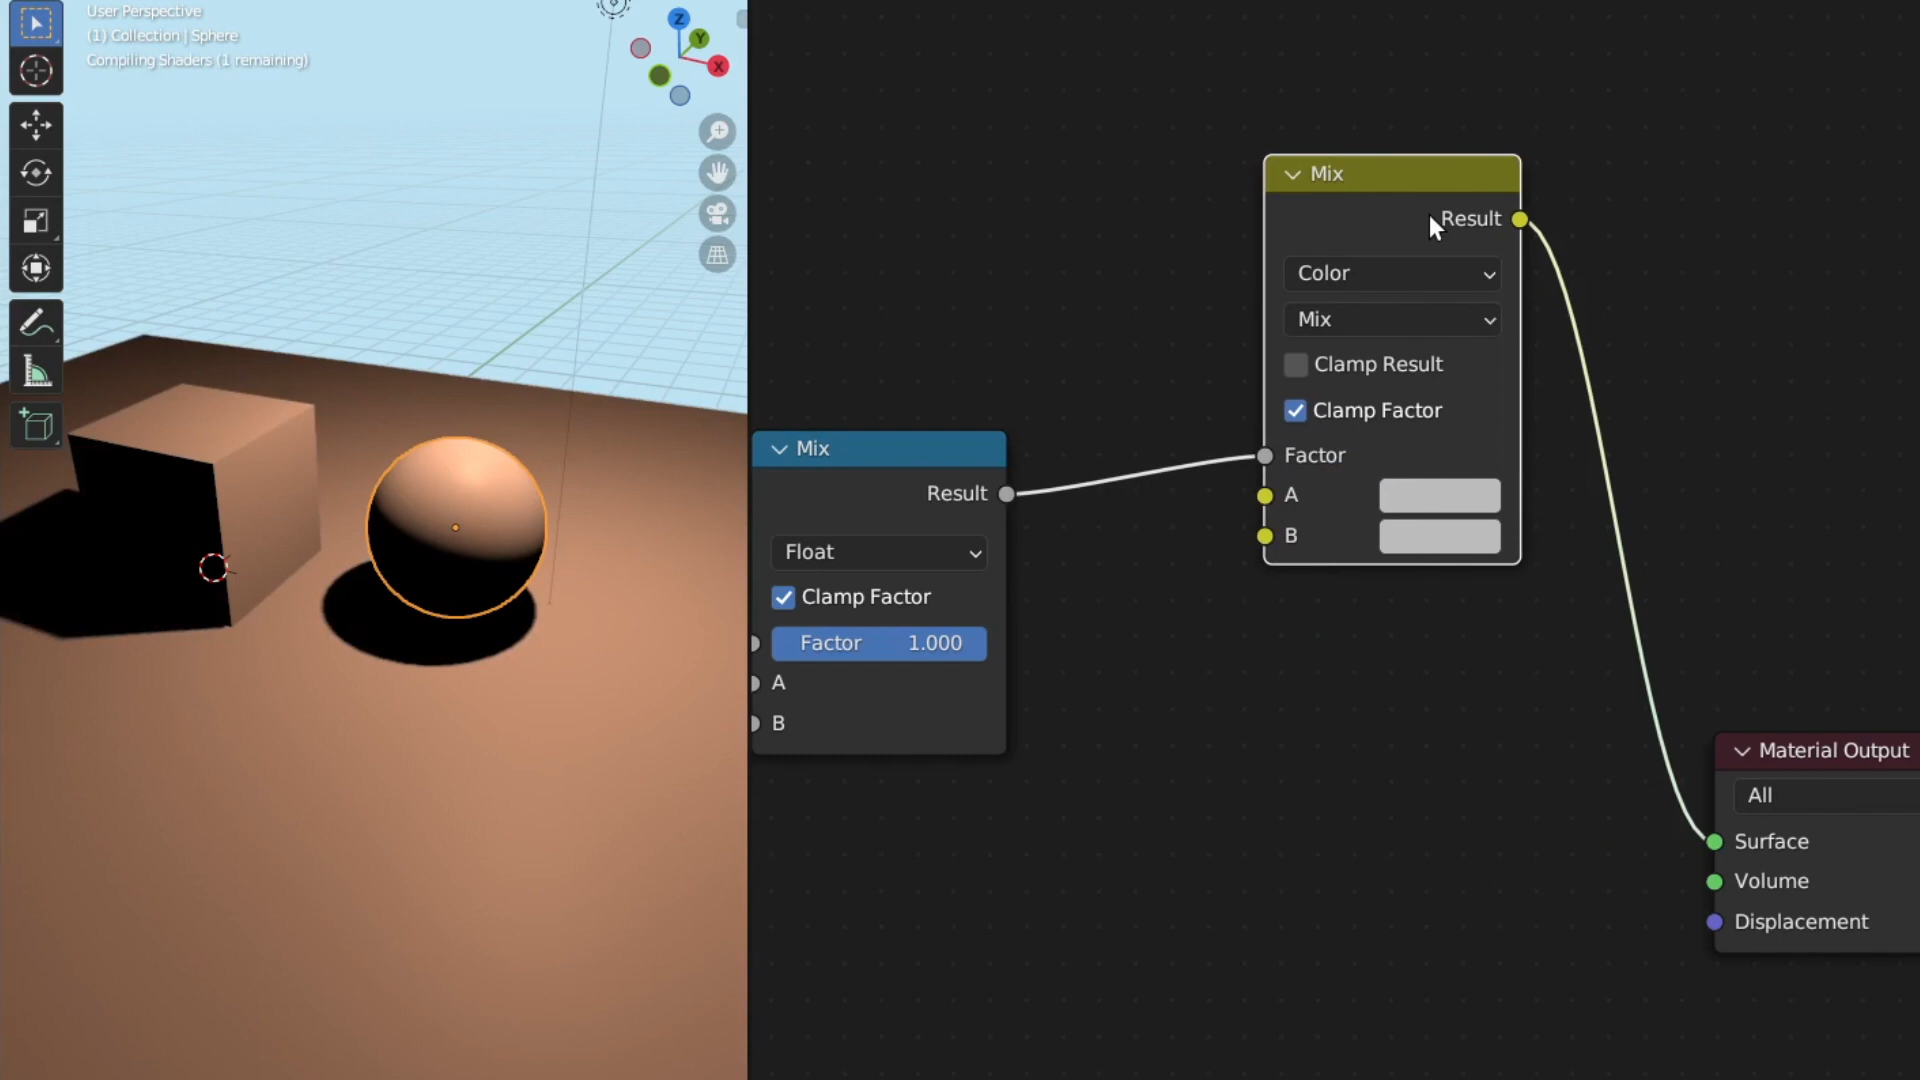 User Perspective
(1) Collection | Sphere
Compiling Shaders (1 remaining)
Z
Y
X
Mix
Result
Color
Mix
Clamp Result
Clamp Factor
Factor
A
B
Mix
Result
Float
Clamp Factor
Factor 1.000
A
B
Material Output
All
Surface
Volume
Displacement